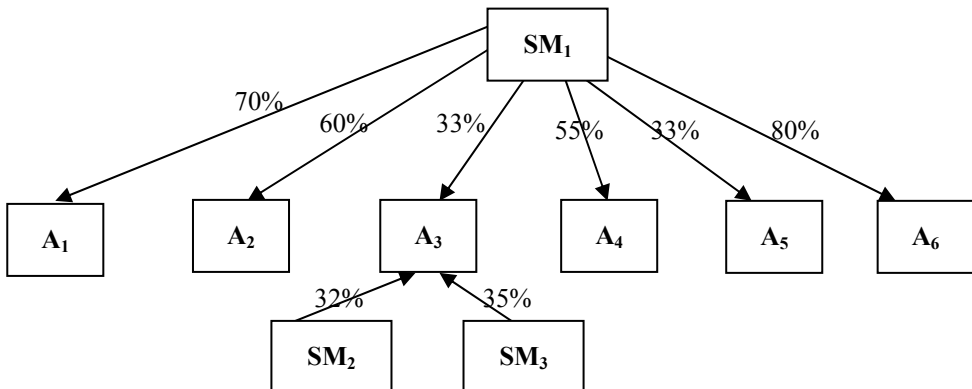 SM₁
70%
60%
33%
55%
33%
80%
A₁
A₂
A₃
A₄
A₅
A₆
32%
35%
SM₂
SM₃